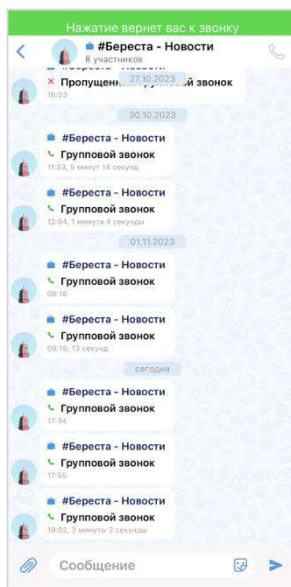 Нажатие вернет вас к звонку
#Береста - Новости
8 участников
Пропущенн звонок
27.10.2023
16:53
30.10.2023
#Береста - Новости
Групповой звонок
11:53, 5 минут 14 секунд
#Береста - Новости
Групповой звонок
12:04, 1 минута 4 секунды
01.11.2023
#Береста - Новости
Групповой звонок
09:16
#Береста - Новости
Групповой звонок
09:16, 13 секунд
сегодня
#Береста - Новости
Групповой звонок
17:34
#Береста - Новости
Групповой звонок
17:56
#Береста - Новости
Групповой звонок
19:02, 3 минуты 2 секунды
Сообщение